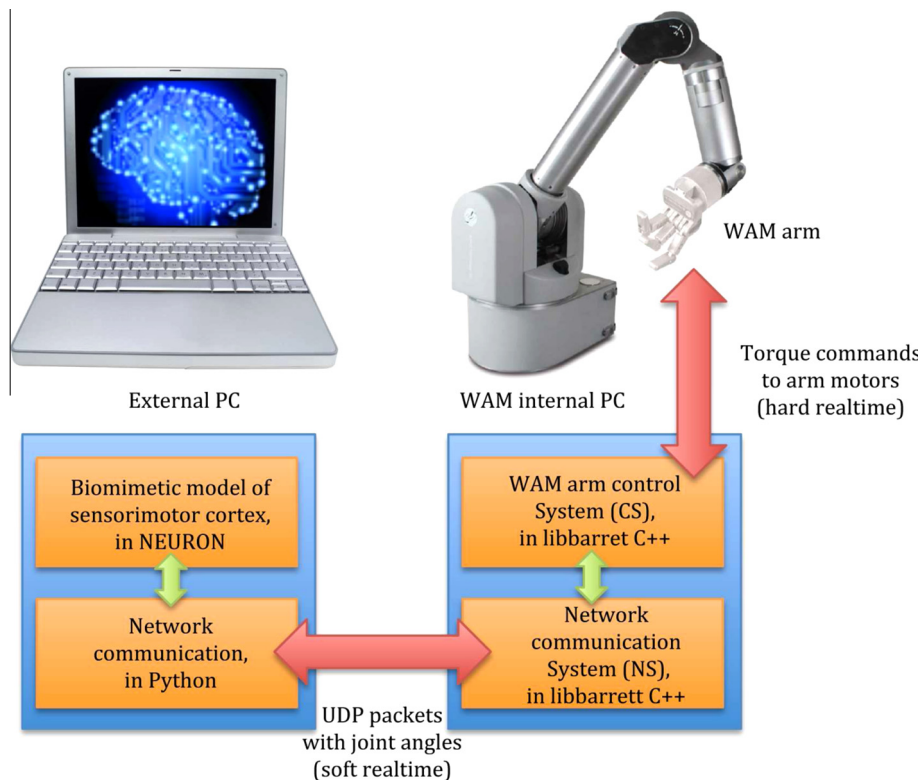 WAM arm
External PC
WAM internal PC
Torque commands
to arm motors
(hard realtime)
Biomimetic model of
sensorimotor cortex,
in NEURON
WAM arm control
System (CS),
in libbarret C++
Network
communication,
in Python
Network
communication
System (NS),
in libbarrett C++
UDP packets
with joint angles
(soft realtime)